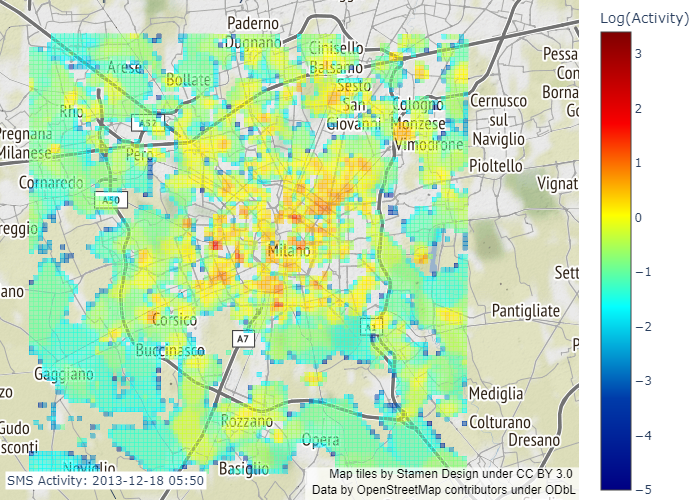 Log(Activity)
3
2
1
0
−1
−2
−3
−4
−5
Paderno
Dugnano
Cinisello
Balsamo
Arese
Bollate
Sesto
San
Giovanni
Cologno
Monzese
Vimodrone
Cernusco
sul
Naviglio
Pessa
Con
Borna
Go
Rho
A52
Pregnana
Milanese
Pero
Pioltello
Cornaredo
Vignat
A50
reggio
Milano
Sett
ano
Pantigliate
Corsico
A1
A7
P
Buccinasco
Gaggiano
zo
Mediglia
Rozzano
Colturano
Gudo
sconti
Opera
Dresano
Noviglio
Basiglio
SMS Activity: 2013-12-18 05:50
Map tiles by Stamen Design under CC BY 3.0
Data by OpenStreetMap contributors under ODbL